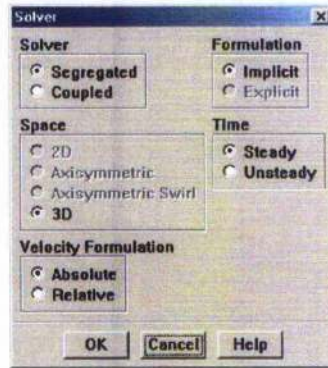 Solver
Solver
Segregated
Coupled
Formulation
Implicit
Explicit
Space
2D
Axisymmetric
Axisymmetric Swirl
3D
Time
Steady
Unsteady
Velocity Formulation
Absolute
Relative
OK Cancel Help